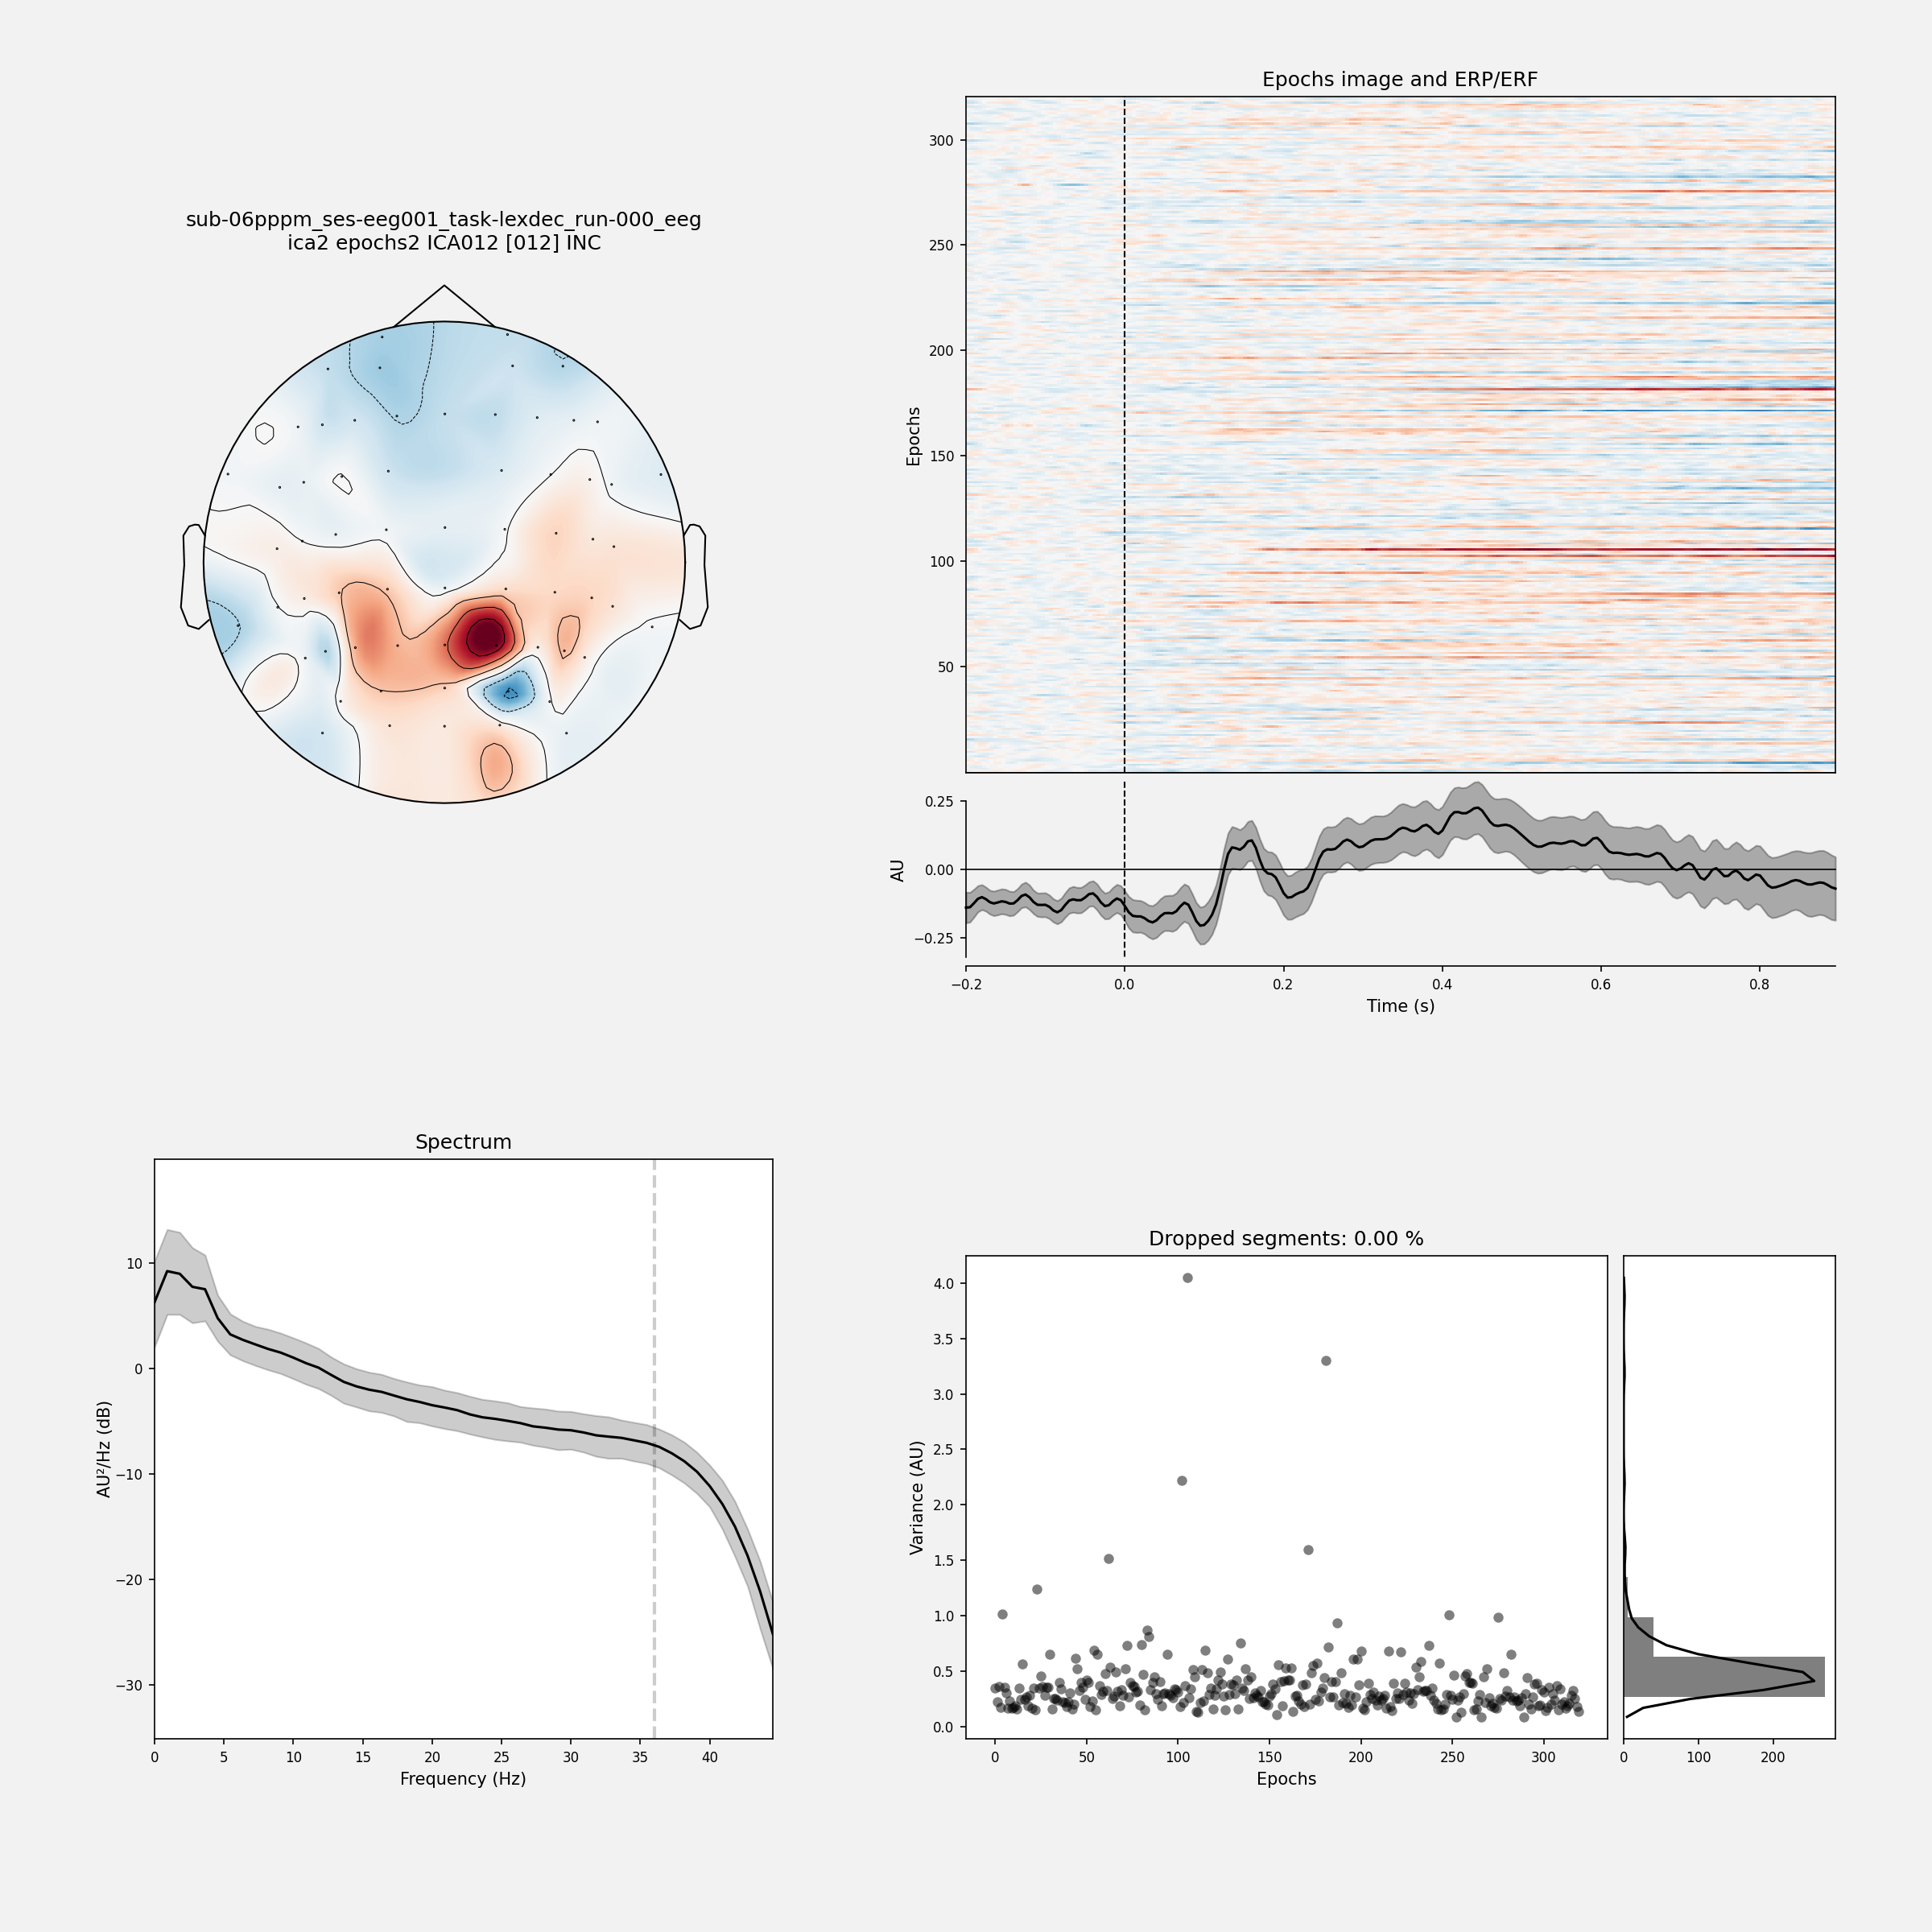 sub-06pppm_ses-eeg001_task-lexdec_run-000_eeg
ica2 epochs2 ICA012 [012] INC
Epochs image and ERP/ERF
300
250
200
150
100
50
Epochs
0.25
0.00
−0.25
AU
−0.2 0.0 0.2 0.4 0.6 0.8
Time (s)
Spectrum
10
0
−10
−20
−30
AU²/Hz (dB)
0 5 10 15 20 25 30 35 40
Frequency (Hz)
Dropped segments: 0.00 %
4.0
3.5
3.0
2.5
2.0
1.5
1.0
0.5
0.0
Variance (AU)
0 50 100 150 200 250 300
Epochs
0 100 200